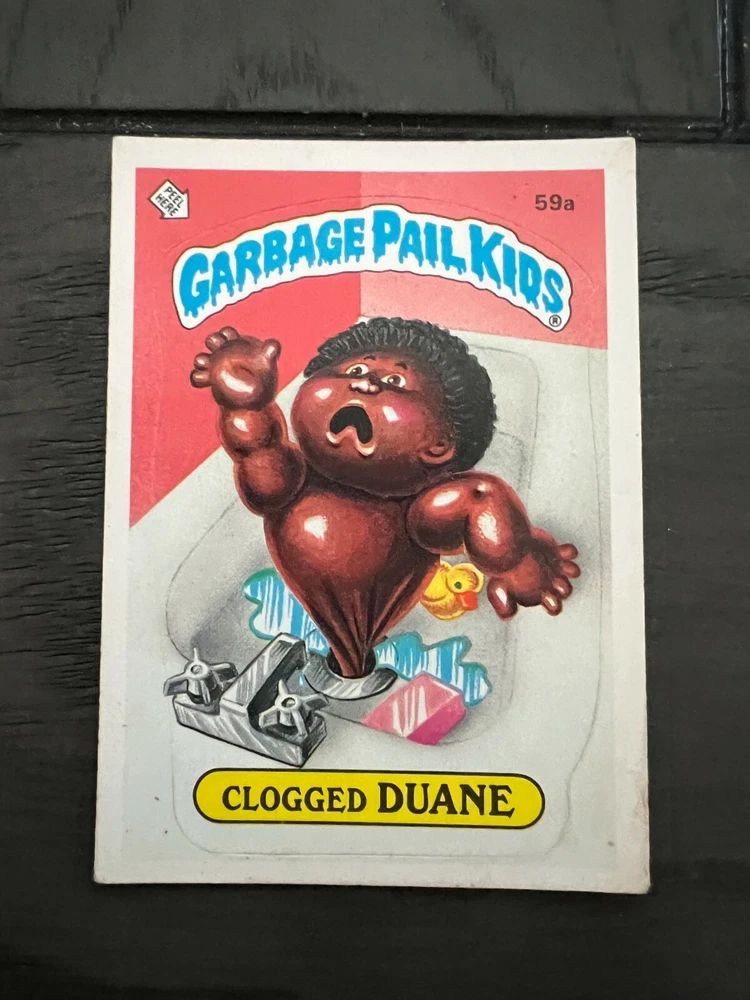 PEEL HERE
59a
GARBAGE PAIL KIDS
®
CLOGGED DUANE